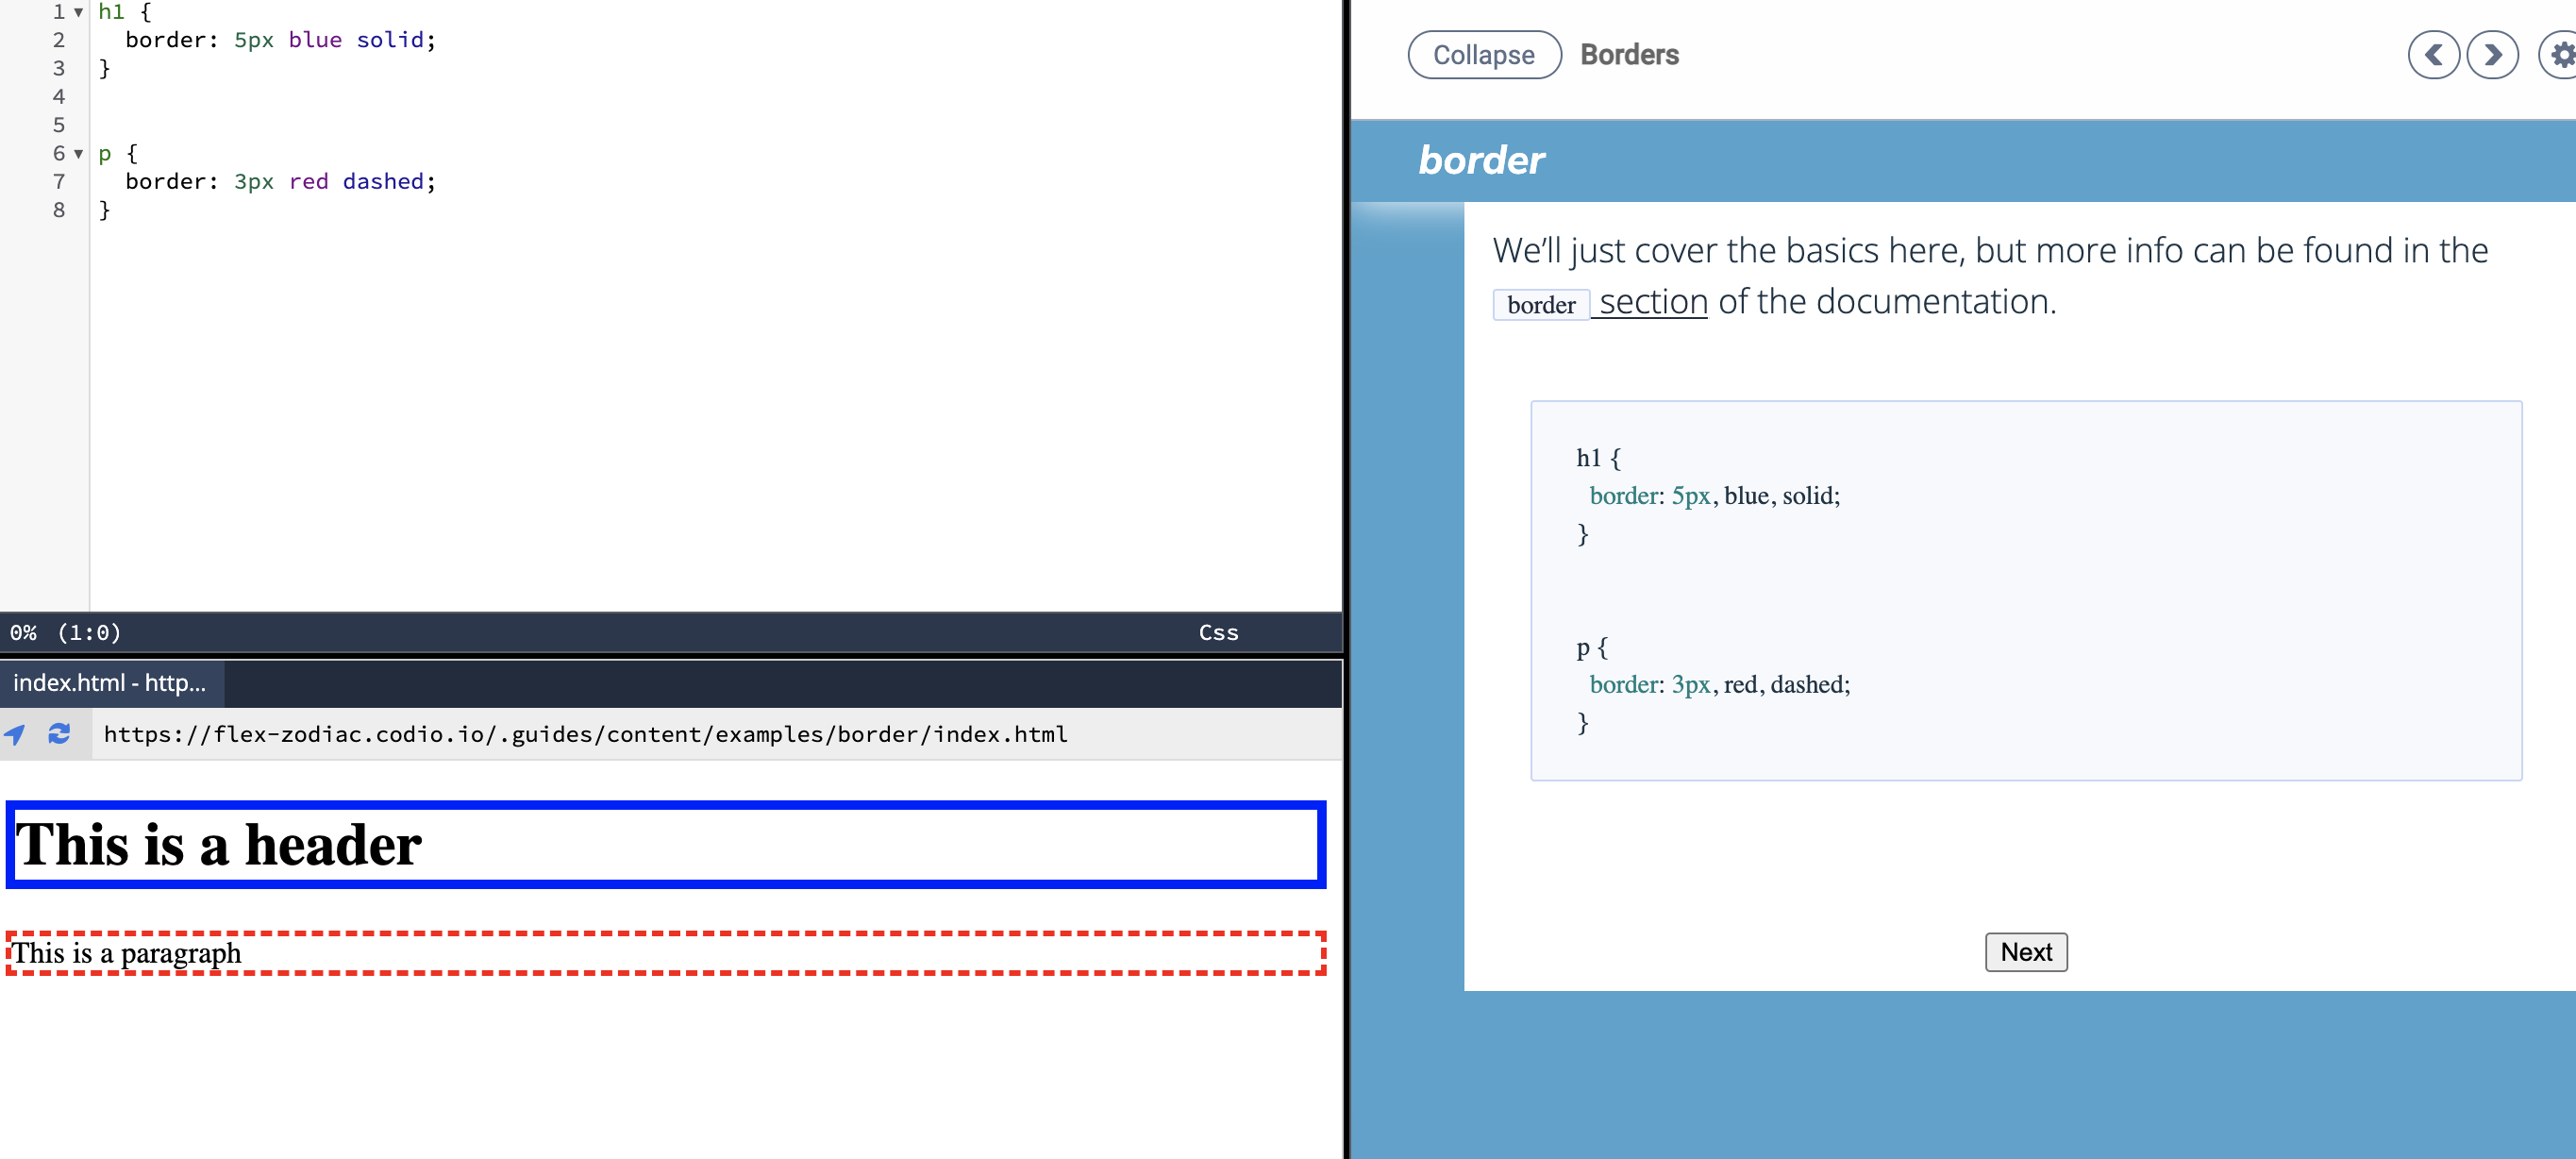 1 h1 {
2 border: 5px blue solid;
3 }
4
5
6 p {
7 border: 3px red dashed;
8 }
0% (1:0) Css
index.html - http...
https://flex-zodiac.codio.io/.guides/content/examples/border/index.html
This is a header
This is a paragraph
Collapse Borders
border
We'll just cover the basics here, but more info can be found in the
border section of the documentation.
h1 {
border: 5px, blue, solid;
}
p {
border: 3px, red, dashed;
}
Next